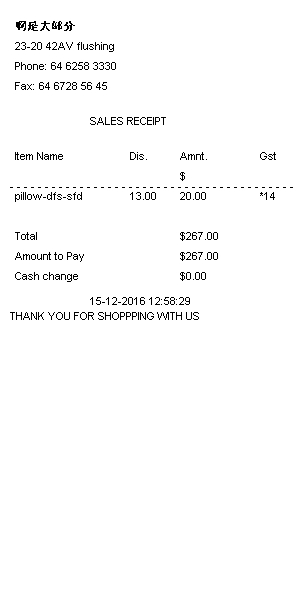 啊是大部分
23-20 42AV flushing
Phone: 64 6258 3330
Fax: 64 6728 56 45
SALES RECEIPT
Item Name Dis. Amnt. Gst
$
pillow-dfs-sfd 13.00 20.00 *14
Total $267.00
Amount to Pay $267.00
Cash change $0.00
15-12-2016 12:58:29
THANK YOU FOR SHOPPPING WITH US